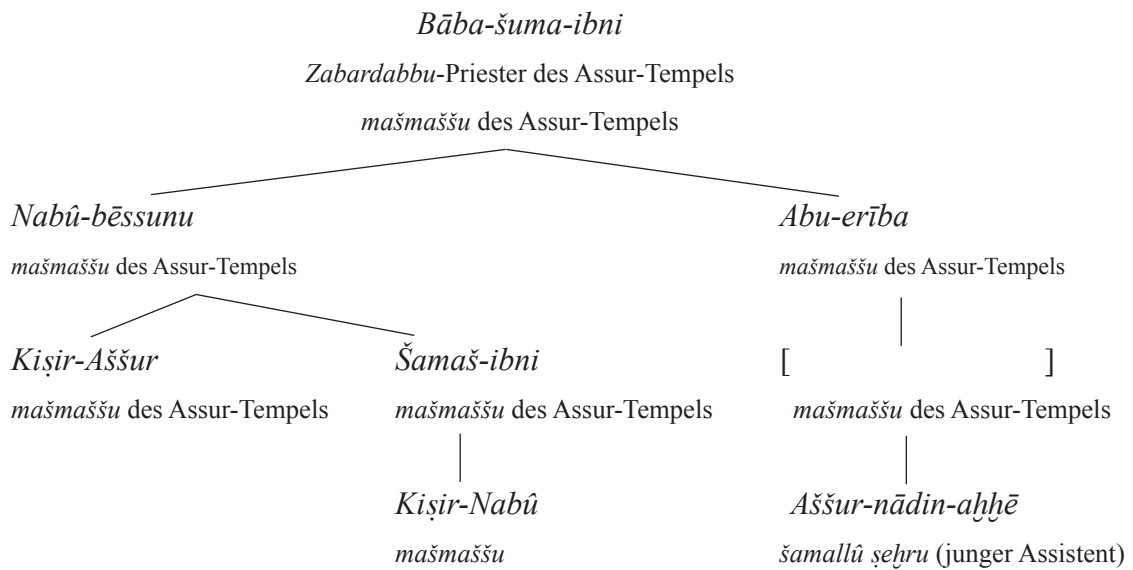 Bāba-šuma-ibni
Zabardabbu-Priester des Assur-Tempels
mašmaššu des Assur-Tempels
Nabû-bēssunu Abu-erība
mašmaššu des Assur-Tempels mašmaššu des Assur-Tempels
Kiṣir-Aššur Šamaš-ibni [ ]
mašmaššu des Assur-Tempels mašmaššu des Assur-Tempels mašmaššu des Assur-Tempels
Kiṣir-Nabû Aššur-nādin-aḫḫē
mašmaššu šamallû ṣeḫru (junger Assistent)